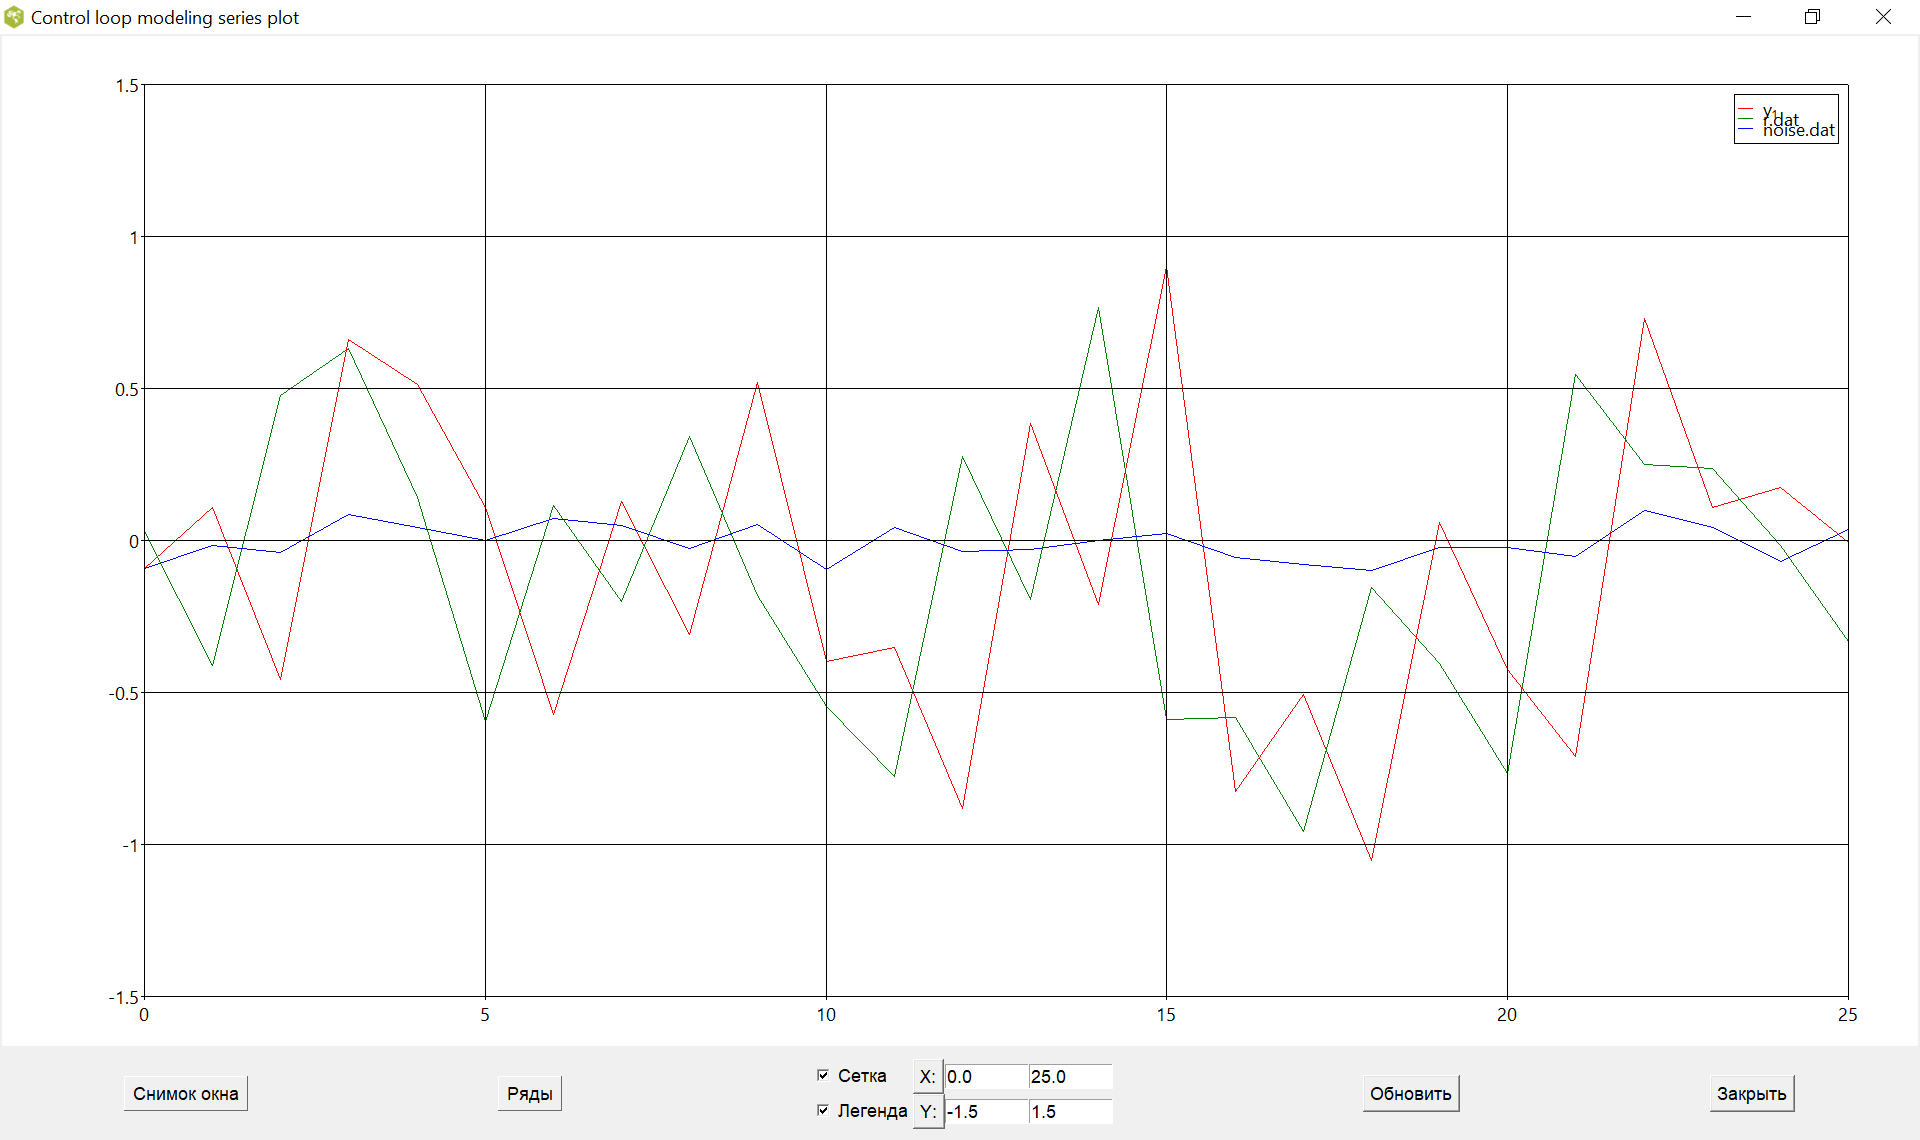 Control loop modeling series plot
1.5
1
0.5
0
-0.5
-1
-1.5
0 5 10 15 20 25
y₁
r.dat
noise.dat
Снимок окна
Ряды
Сетка X: 0.0 25.0
Легенда Y: -1.5 1.5
Обновить
Закрыть